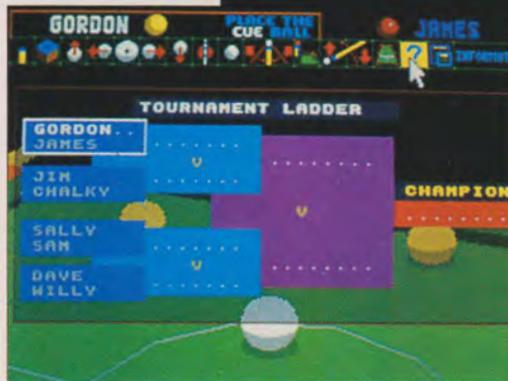 GORDON
PLACE THE
CUE BALL
JAMES
?
TOURNAMENT LADDER
GORDON..
JAMES
.......
V
.......
JIM
CHALKY
........
V
........
CHAMPION
........
SALLY
SAM
.......
V
.......
DAVE
WILLY